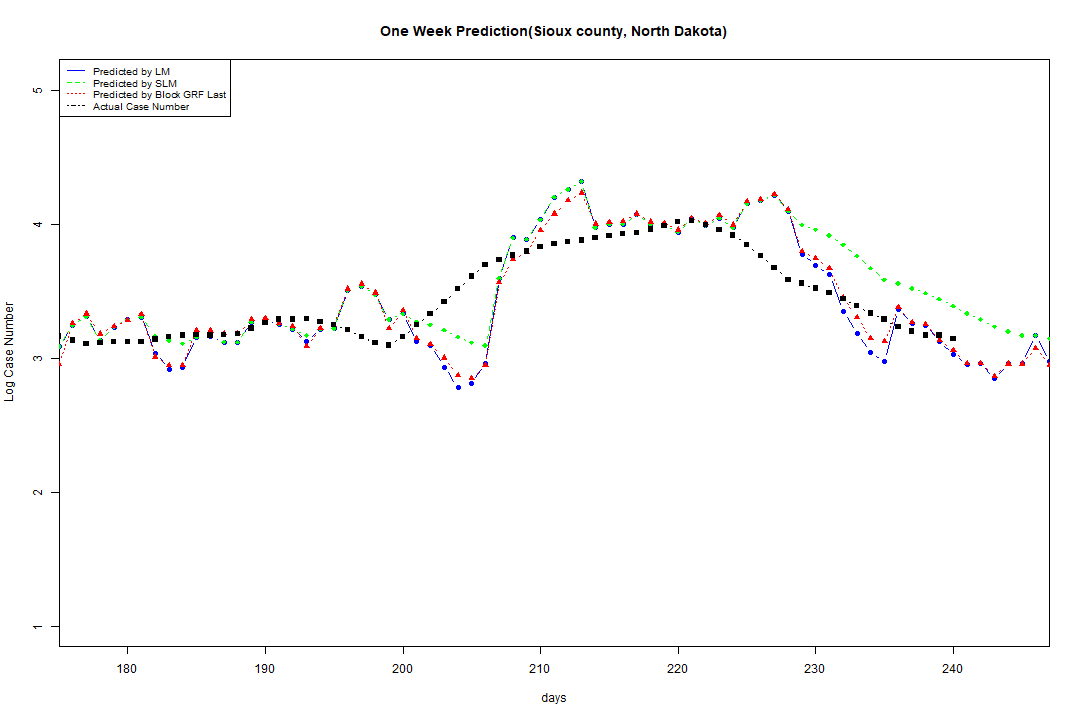 One Week Prediction(Sioux county, North Dakota)
Predicted by LM
Predicted by SLM
Predicted by Block GRF Last
Actual Case Number
5
4
3
2
1
Log Case Number
180 190 200 210 220 230 240
days